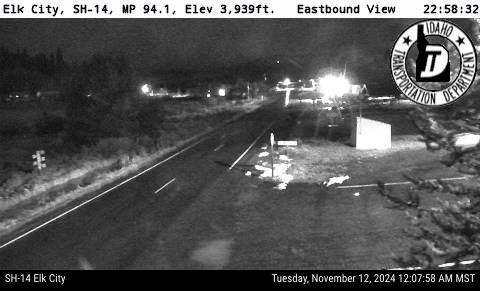 Elk City, SH-14, MP 94.1, Elev 3,939ft. Eastbound View 22:58:32
IDAHO
TRANSPORTATION DEPARTMENT
SH-14 Elk City Tuesday, November 12, 2024 12:07:58 AM MST